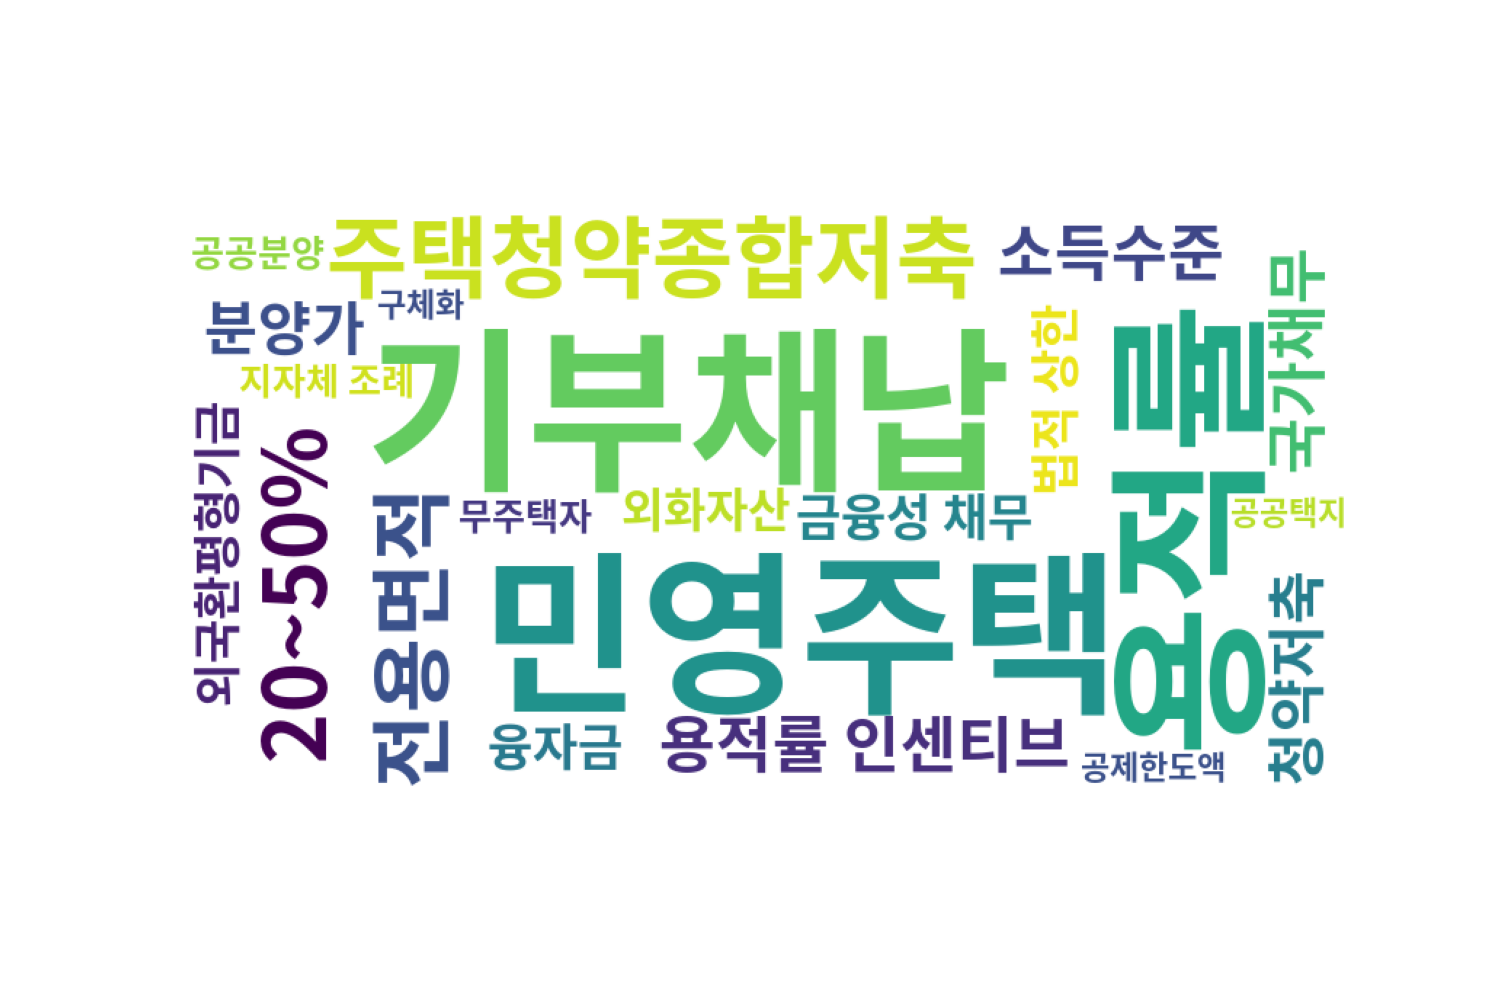 공공분양
주택청약종합저축
소득수준
구체화
분양가
지자체 조례
기부채납
법적 상한
용적률
국가채무
외국환평형기금
20~50%
전용면적
무주택자
외화자산
금융성 채무
공공택지
민영주택
청약저축
융자금
용적률 인센티브
공제한도액